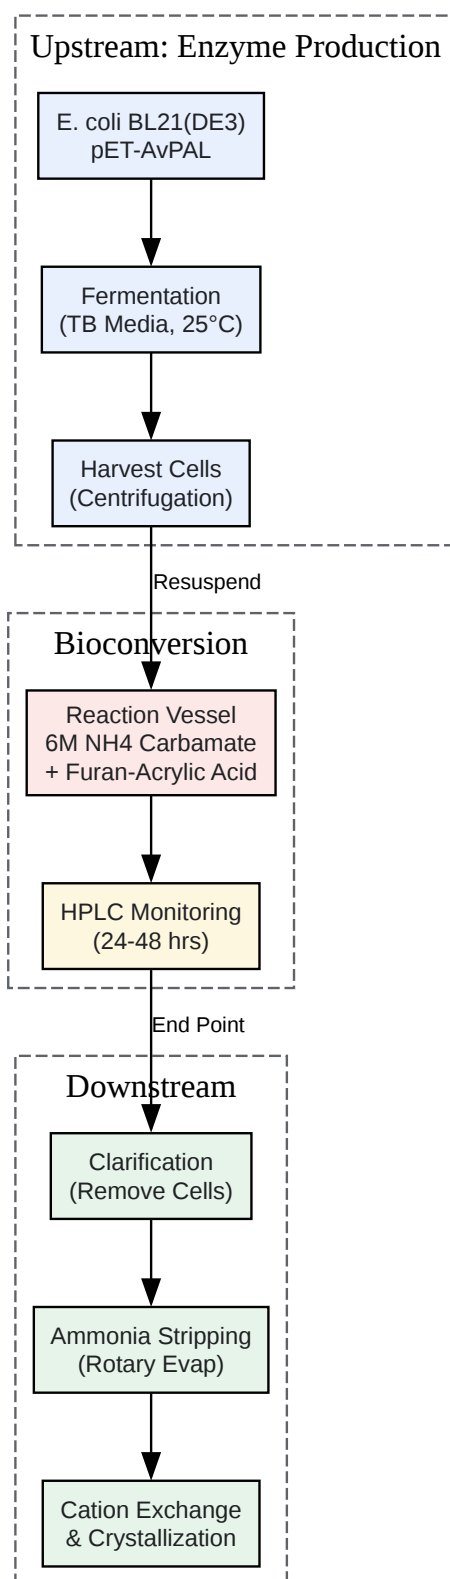 Upstream: Enzyme Production
E. coli BL21(DE3)
pET-AvPAL
Fermentation
(TB Media, 25°C)
Harvest Cells
(Centrifugation)
Resuspend
Bioconversion
Reaction Vessel
6M NH4 Carbamate
+ Furan-Acrylic Acid
HPLC Monitoring
(24-48 hrs)
End Point
Downstream
Clarification
(Remove Cells)
Ammonia Stripping
(Rotary Evap)
Cation Exchange
& Crystallization